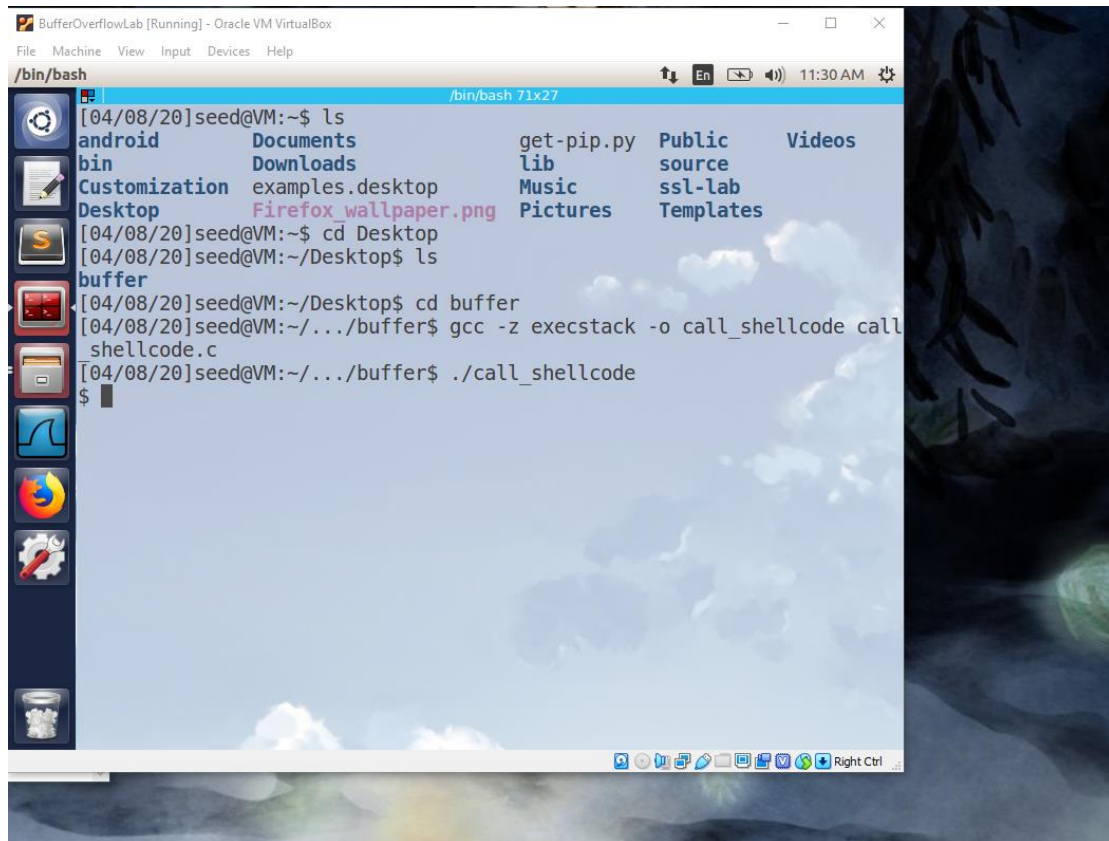 BufferOverflowLab [Running] - Oracle VM VirtualBox
File Machine View Input Devices Help
/bin/bash En 11:30 AM
/bin/bash 71x27
[04/08/20]seed@VM:~$ ls
android Documents get-pip.py Public Videos
bin Downloads lib source
Customization examples.desktop Music ssl-lab
Desktop Firefox_wallpaper.png Pictures Templates
[04/08/20]seed@VM:~$ cd Desktop
[04/08/20]seed@VM:~/Desktop$ ls
buffer
[04/08/20]seed@VM:~/Desktop$ cd buffer
[04/08/20]seed@VM:~/.../buffer$ gcc -z execstack -o call_shellcode call
_shellcode.c
[04/08/20]seed@VM:~/.../buffer$ ./call_shellcode
$
Right Ctrl